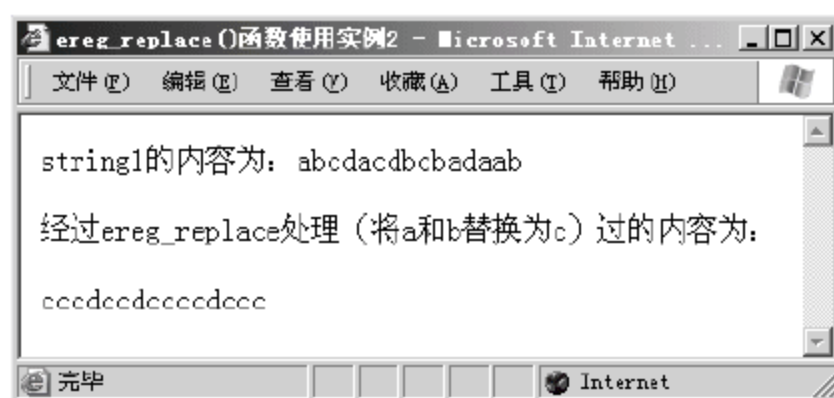 ereg_replace()函数使用实例2 - Microsoft Internet ...
文件(F) 编辑(E) 查看(V) 收藏(A) 工具(T) 帮助(H)
string1的内容为：abcdacdbcbadaab
经过ereg_replace处理（将a和b替换为c）过的内容为：
cccdccdccccdccc
完毕 Internet